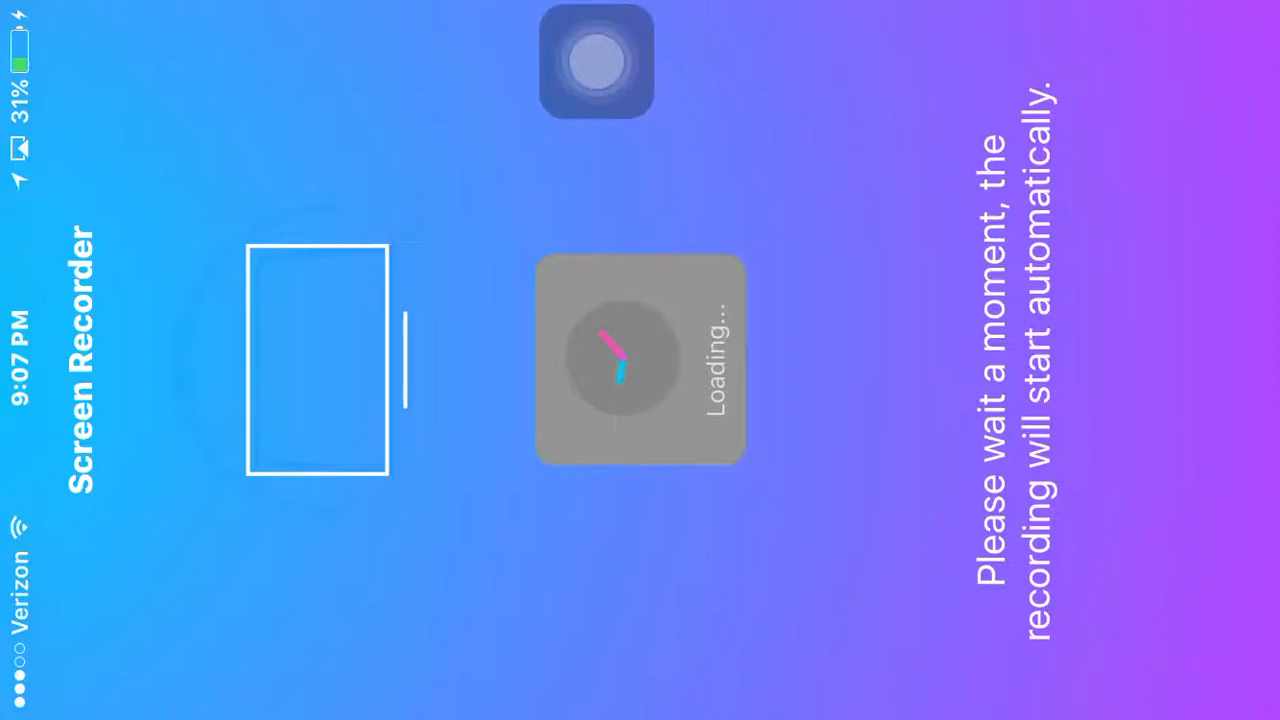 ●●●○○ Verizon 9:07 PM 31%
Screen Recorder
Loading...
Please wait a moment, the
recording will start automatically.